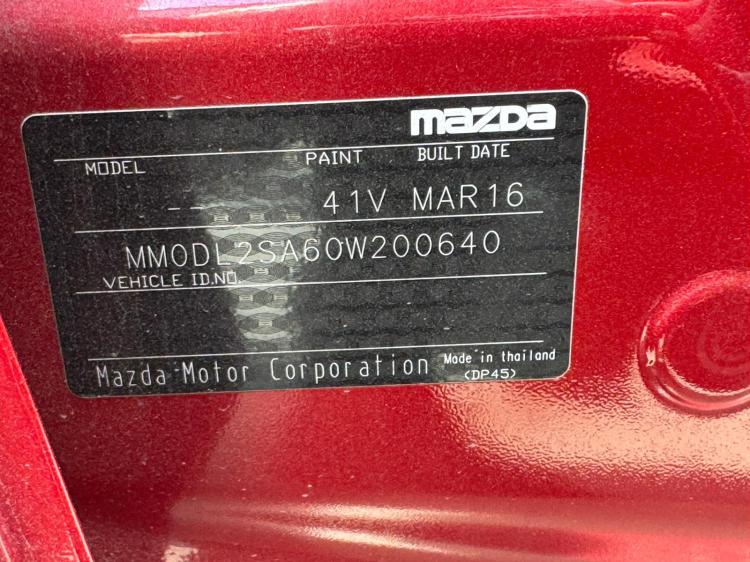 mazda
MODEL PAINT BUILT DATE
-- 41V MAR16
MM0DL2SA60W200640
VEHICLE ID.NO.
Mazda Motor Corporation Made in thailand
(DP45)